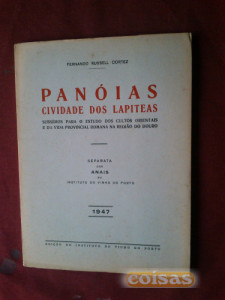 FERNANDO RUSSELL CORTEZ
PANÓIAS
CIVIDADE DOS LAPITEAS
SUBSÍDIOS PARA O ESTUDO DOS CULTOS ORIENTAIS
E DA VIDA PROVINCIAL ROMANA NA REGIÃO DO DOURO
SEPARATA
DOS
ANAIS
DO
INSTITUTO DO VINHO DO PORTO
1947
EDIÇÃO DO INSTITUTO DO VINHO DO PORTO
coisas